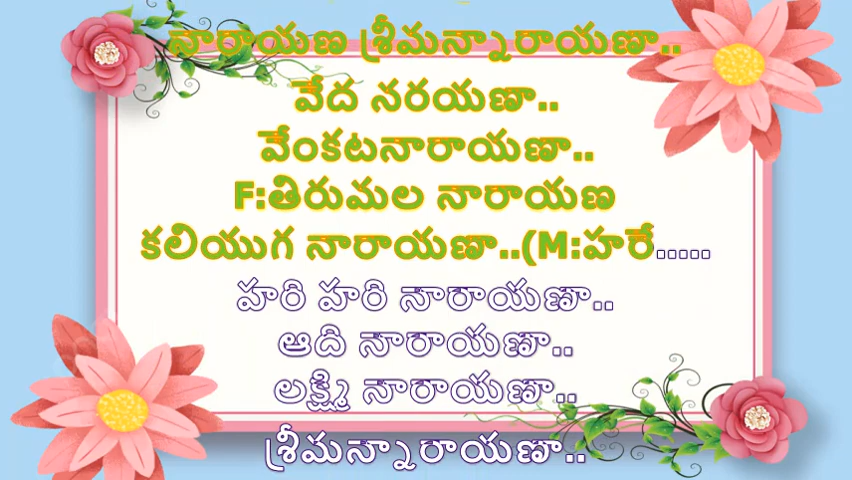 నారాయణ శ్రీమన్నారాయణా..
వేద నరయణా..
వేంకటనారాయణా..
F:తిరుమల నారాయణ
కలియుగ నారాయణా..(M:హరే.....
హరి హరి నారాయణా..
ఆది నారాయణా..
లక్ష్మి నారాయణా..
శ్రీమన్నారాయణా..